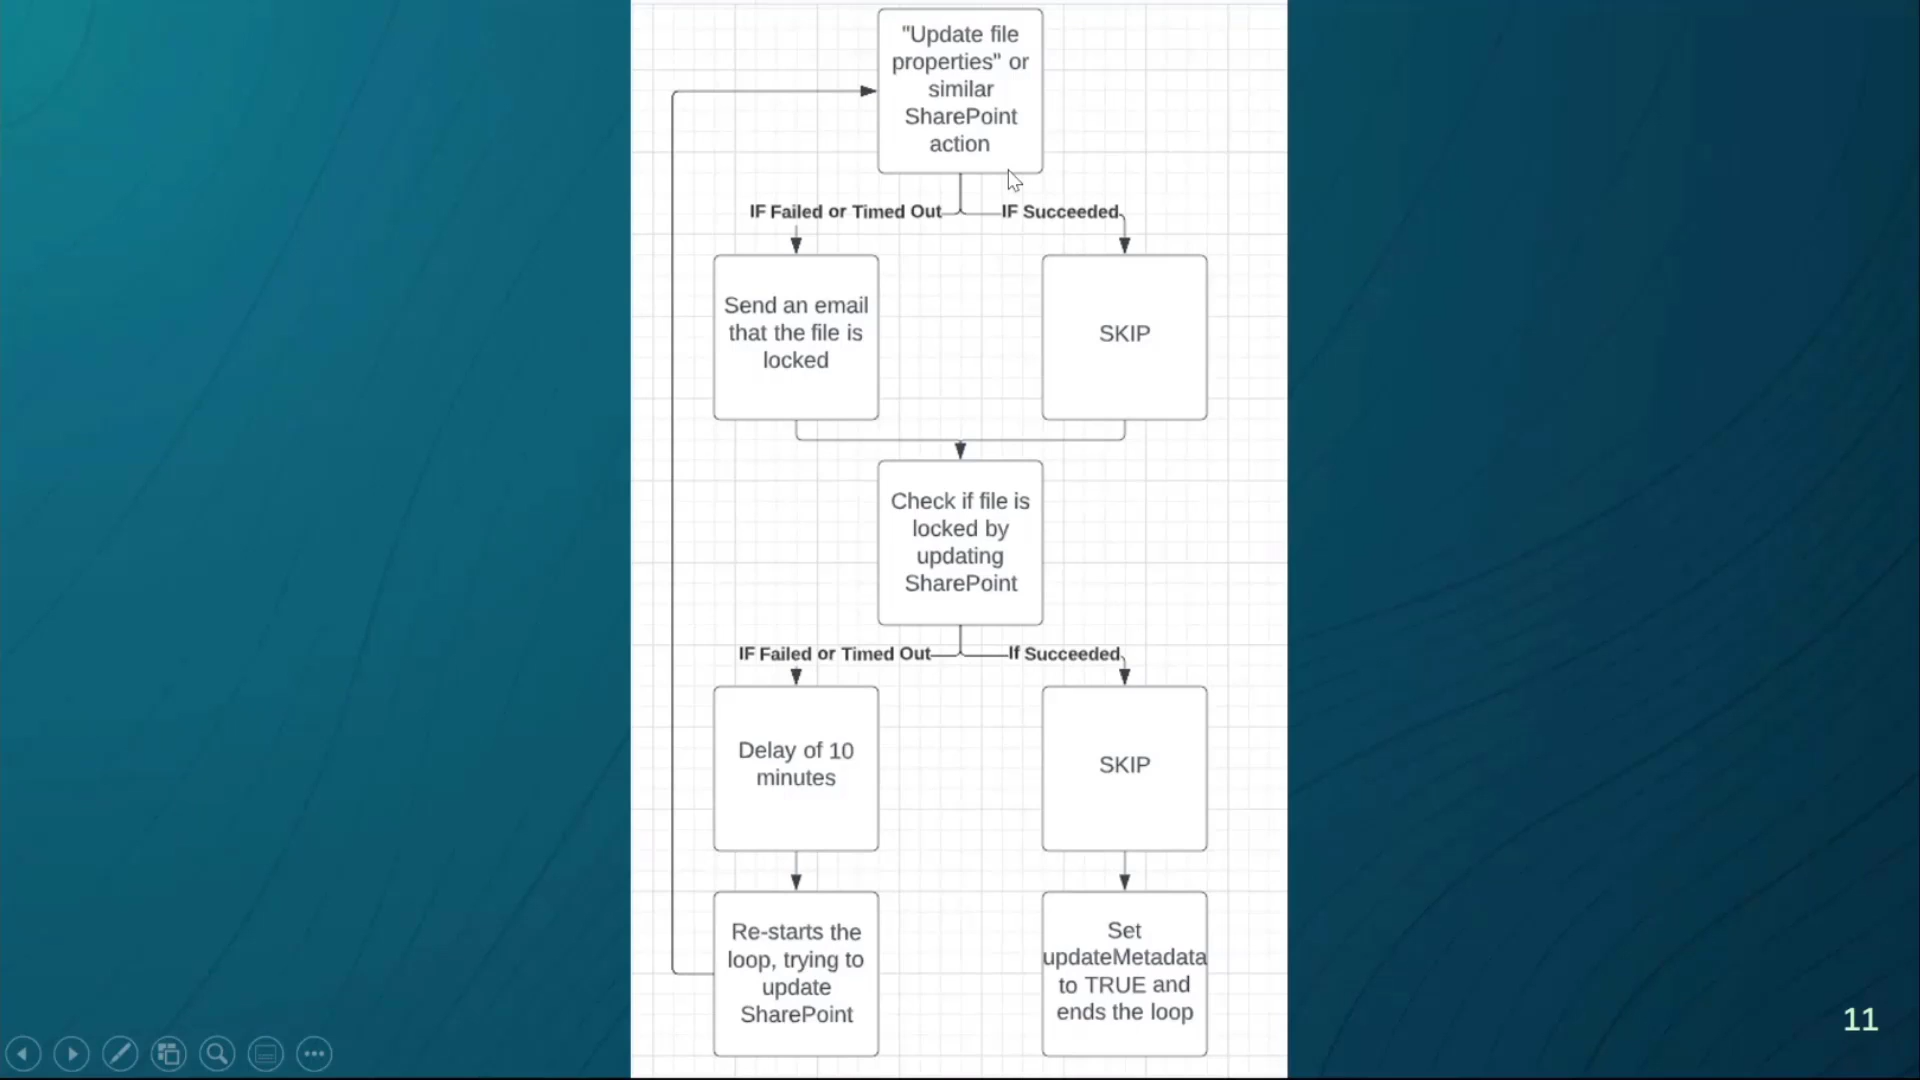 "Update file
properties" or
similar
SharePoint
action
IF Failed or Timed Out
IF Succeeded
Send an email
that the file is
locked
SKIP
Check if file is
locked by
updating
SharePoint
IF Failed or Timed Out
If Succeeded
Delay of 10
minutes
SKIP
Re-starts the
loop, trying to
update
SharePoint
Set
updateMetadata
to TRUE and
ends the loop
11